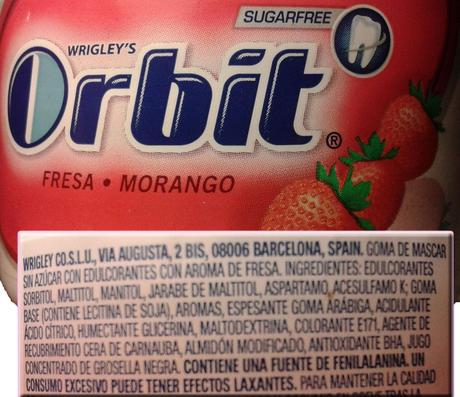 SUGARFREE
WRIGLEY'S
Orbit®
FRESA • MORANGO
WRIGLEY CO.S.L.U., VIA AUGUSTA, 2 BIS, 08006 BARCELONA, SPAIN. GOMA DE MASCAR
SIN AZÚCAR CON EDULCORANTES CON AROMA DE FRESA. INGREDIENTES: EDULCORANTES
SORBITOL, MALTITOL, MANITOL, JARABE DE MALTITOL, ASPARTAMO, ACESULFAMO K; GOMA
BASE (CONTIENE LECITINA DE SOJA), AROMAS, ESPESANTE GOMA ARÁBIGA, ACIDULANTE
ÁCIDO CÍTRICO, HUMECTANTE GLICERINA, MALTODEXTRINA, COLORANTE E171, AGENTE DE
RECUBRIMIENTO CERA DE CARNAUBA, ALMIDÓN MODIFICADO, ANTIOXIDANTE BHA, JUGO
CONCENTRADO DE GROSELLA NEGRA. CONTIENE UNA FUENTE DE FENILALANINA. UN
CONSUMO EXCESIVO PUEDE TENER EFECTOS LAXANTES. PARA MANTENER LA CALIDAD